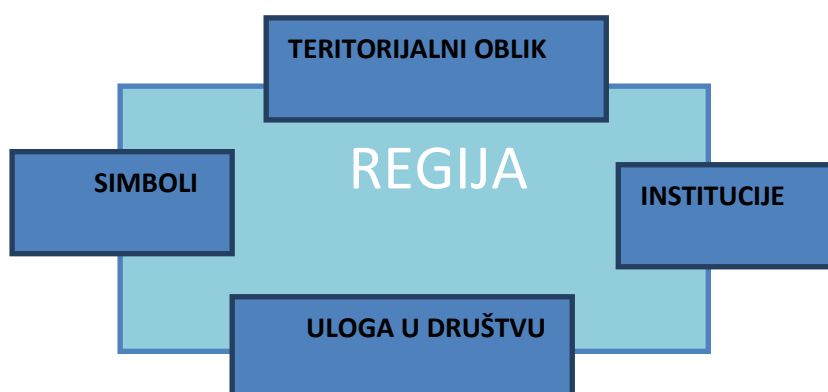 TERITORIJALNI OBLIK
REGIJA
SIMBOLI
INSTITUCIJE
ULOGA U DRUŠTVU